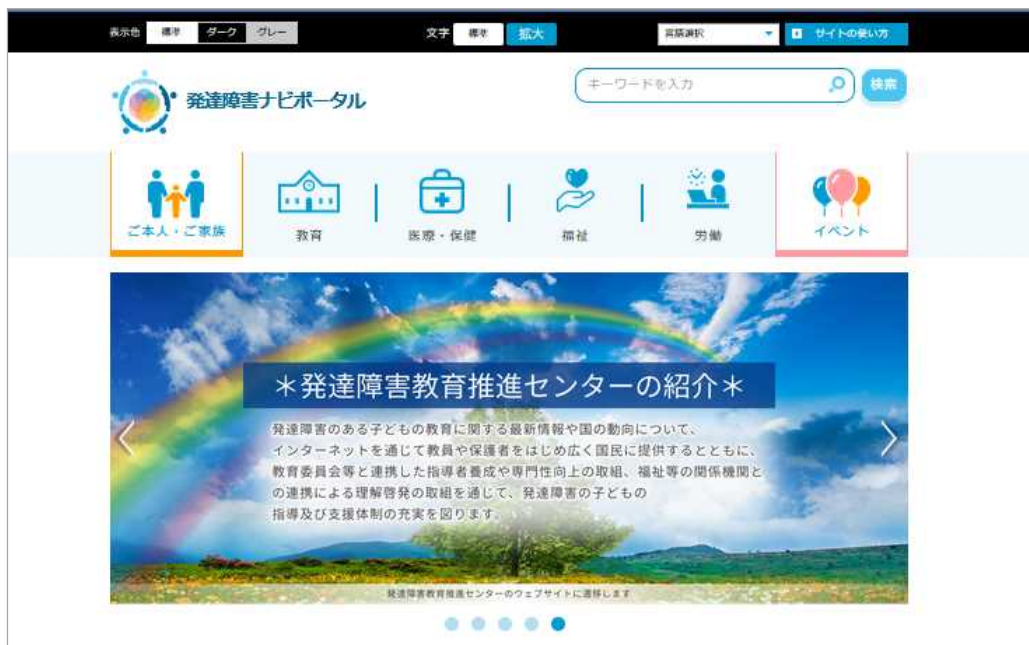 表示色 標準 ダーク グレー 文字 標準 拡大 言語選択 サイトの使い方
発達障害ナビポータル
キーワードを入力 検索
ご本人・ご家族 教育 医療・保健 福祉 労働 イベント
＊発達障害教育推進センターの紹介＊
発達障害のある子どもの教育に関する最新情報や国の動向について、
インターネットを通じて教員や保護者をはじめ広く国民に提供するとともに、
教育委員会等と連携した指導者養成や専門性向上の取組、福祉等の関係機関と
の連携による理解啓発の取組を通じて、発達障害の子どもの
指導及び支援体制の充実を図ります。
発達障害教育推進センターのウェブサイトに遷移します